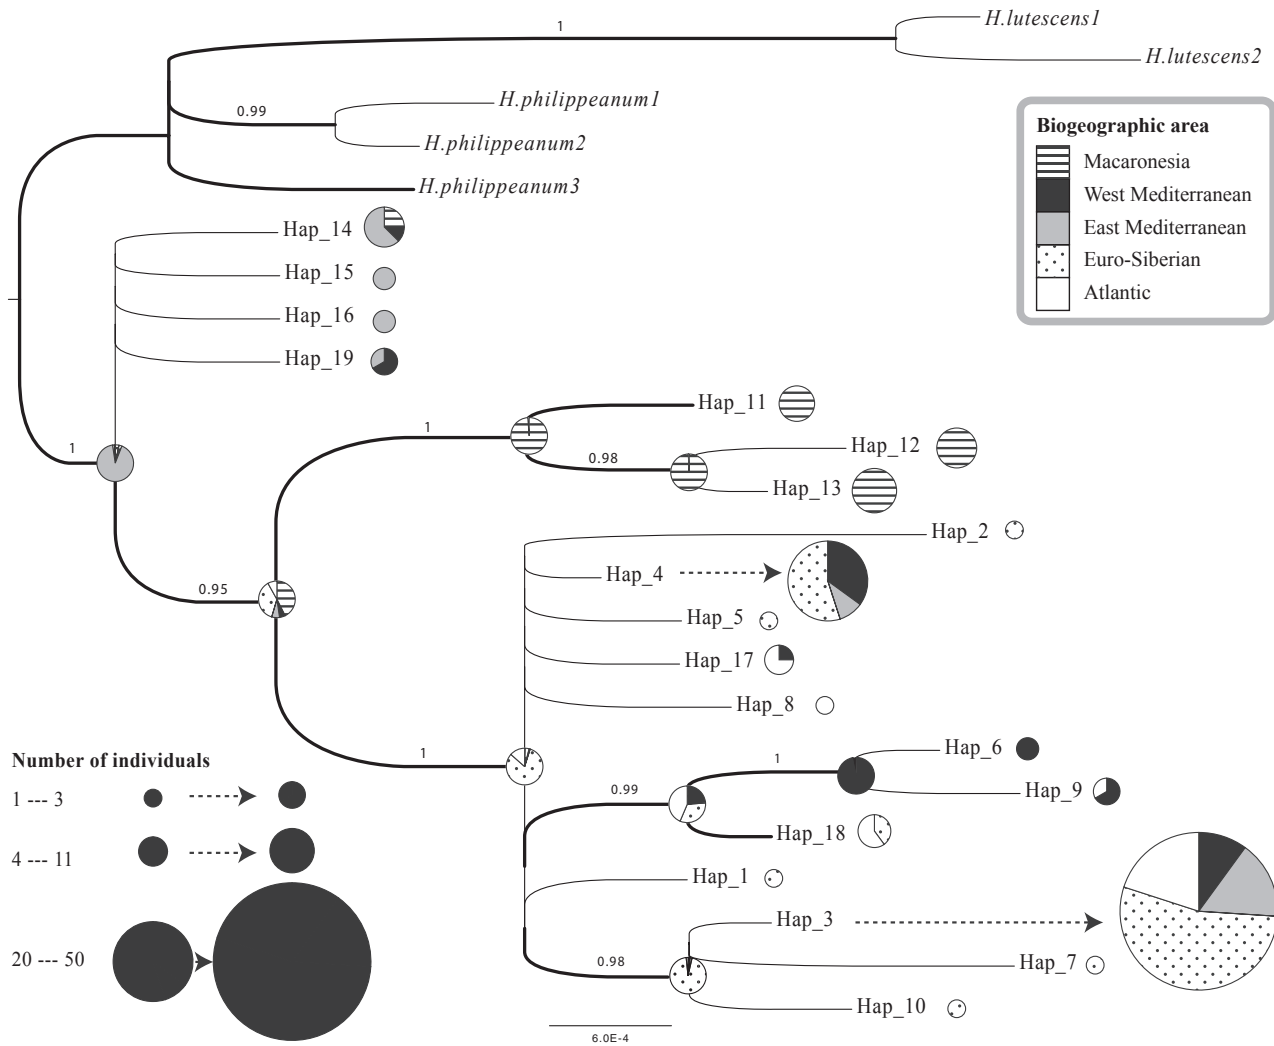 1
H.lutescens1
H.lutescens2
0.99
H.philippeanum1
H.philippeanum2
H.philippeanum3
Biogeographic area
Macaronesia
West Mediterranean
East Mediterranean
Euro-Siberian
Atlantic
Hap_14
Hap_15
Hap_16
Hap_19
1
1
Hap_11
0.98
Hap_12
Hap_13
0.95
Hap_2
Hap_4
Hap_5
Hap_17
Hap_8
1
0.99
1
Hap_6
Hap_9
Hap_18
Hap_1
Hap_3
0.98
Hap_7
Hap_10
6.0E-4
Number of individuals
1 --- 3
4 --- 11
20 --- 50